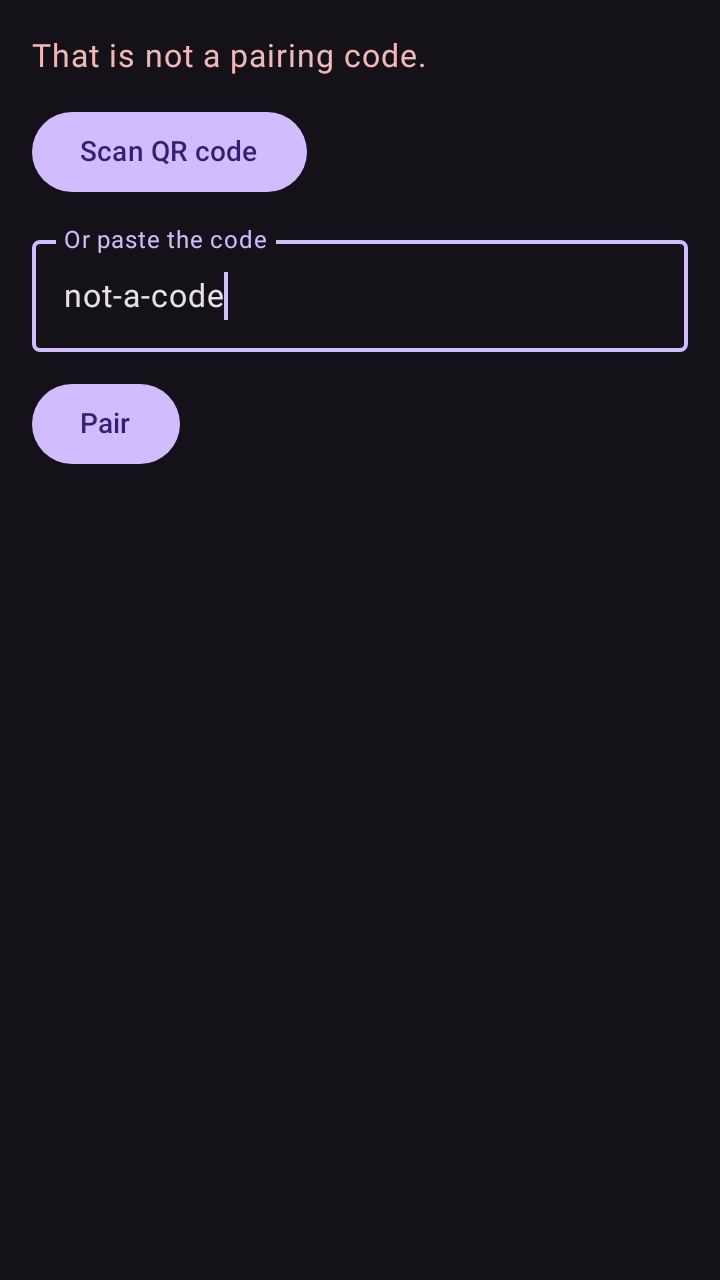 That is not a pairing code.
Scan QR code
Or paste the code
not-a-code
Pair